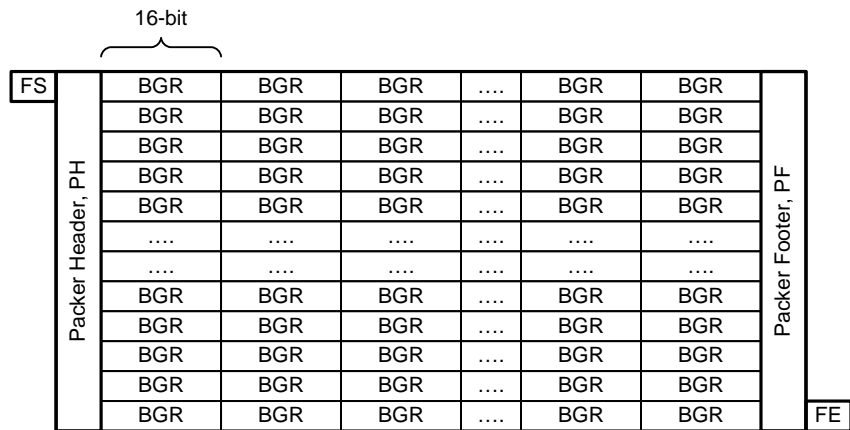 16-bit
FS BGR BGR BGR .... BGR BGR
BGR BGR BGR .... BGR BGR
BGR BGR BGR .... BGR BGR
BGR BGR BGR .... BGR BGR
BGR BGR BGR .... BGR BGR
.... .... .... .... .... ....
.... .... .... .... .... ....
BGR BGR BGR .... BGR BGR
BGR BGR BGR .... BGR BGR
BGR BGR BGR .... BGR BGR
BGR BGR BGR .... BGR BGR
BGR BGR BGR .... BGR BGR FE
Packer Header, PH
Packer Footer, PF